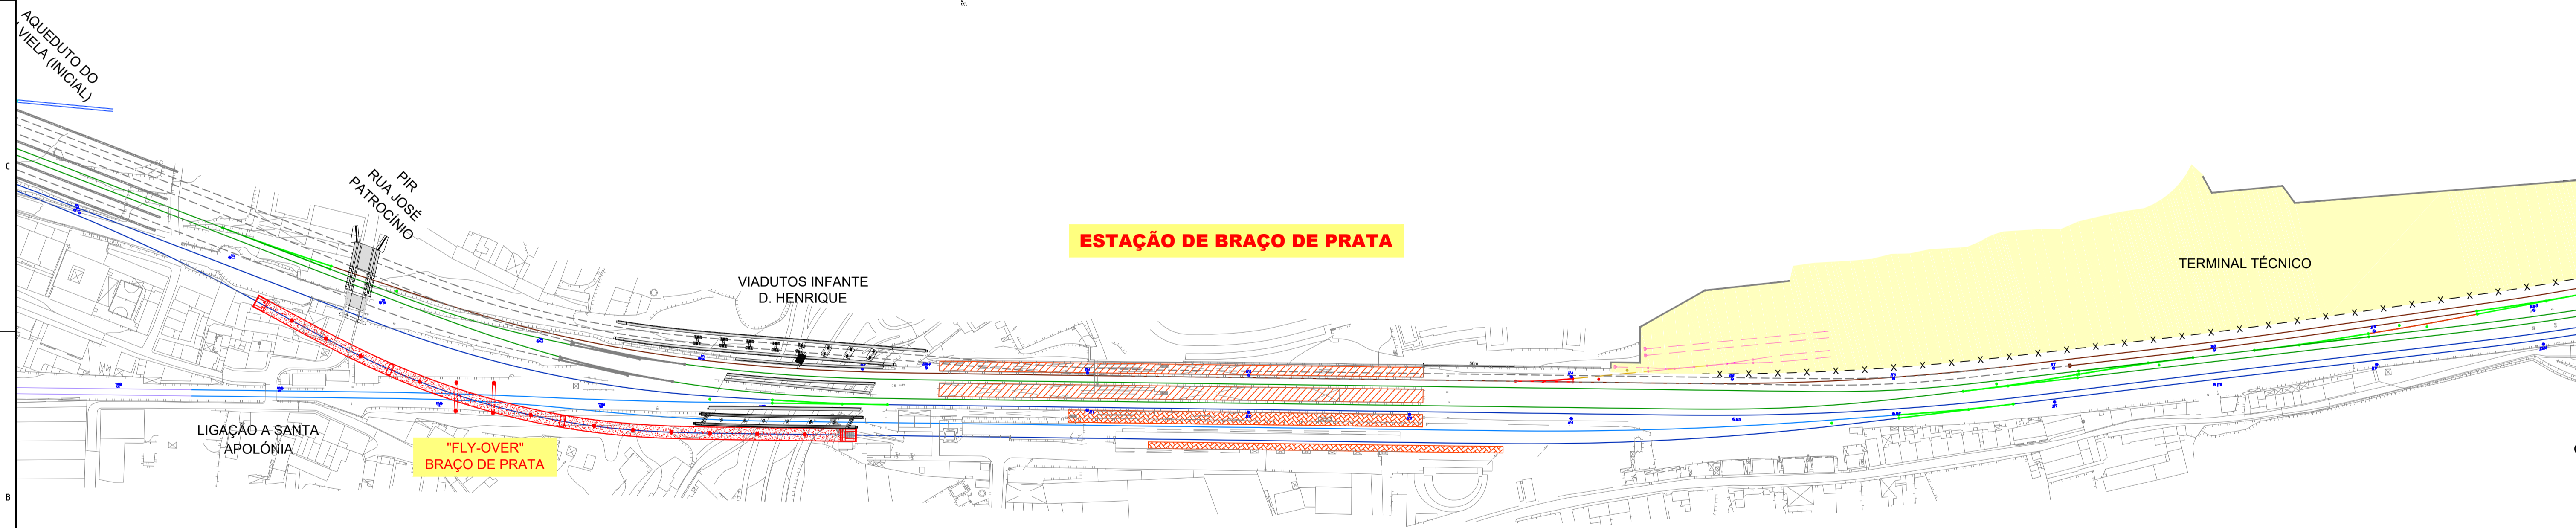 AQUEDUTO DO
VIELA (INICIAL)
C
PIR
RUA JOSÉ
PATROCÍNIO
ESTAÇÃO DE BRAÇO DE PRATA
VIADUTOS INFANTE
D. HENRIQUE
TERMINAL TÉCNICO
LIGAÇÃO A SANTA
APOLÓNIA
"FLY-OVER"
BRAÇO DE PRATA
B